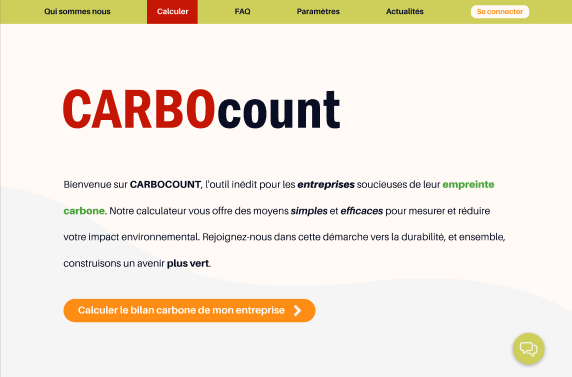 Qui sommes nous
Calculer
FAQ
Paramètres
Actualités
Se connecter
CARBOcount
Bienvenue sur CARBOCOUNT, l'outil inédit pour les entreprises soucieuses de leur empreinte
carbone. Notre calculateur vous offre des moyens simples et efficaces pour mesurer et réduire
votre impact environnemental. Rejoignez-nous dans cette démarche vers la durabilité, et ensemble,
construisons un avenir plus vert.
Calculer le bilan carbone de mon entreprise